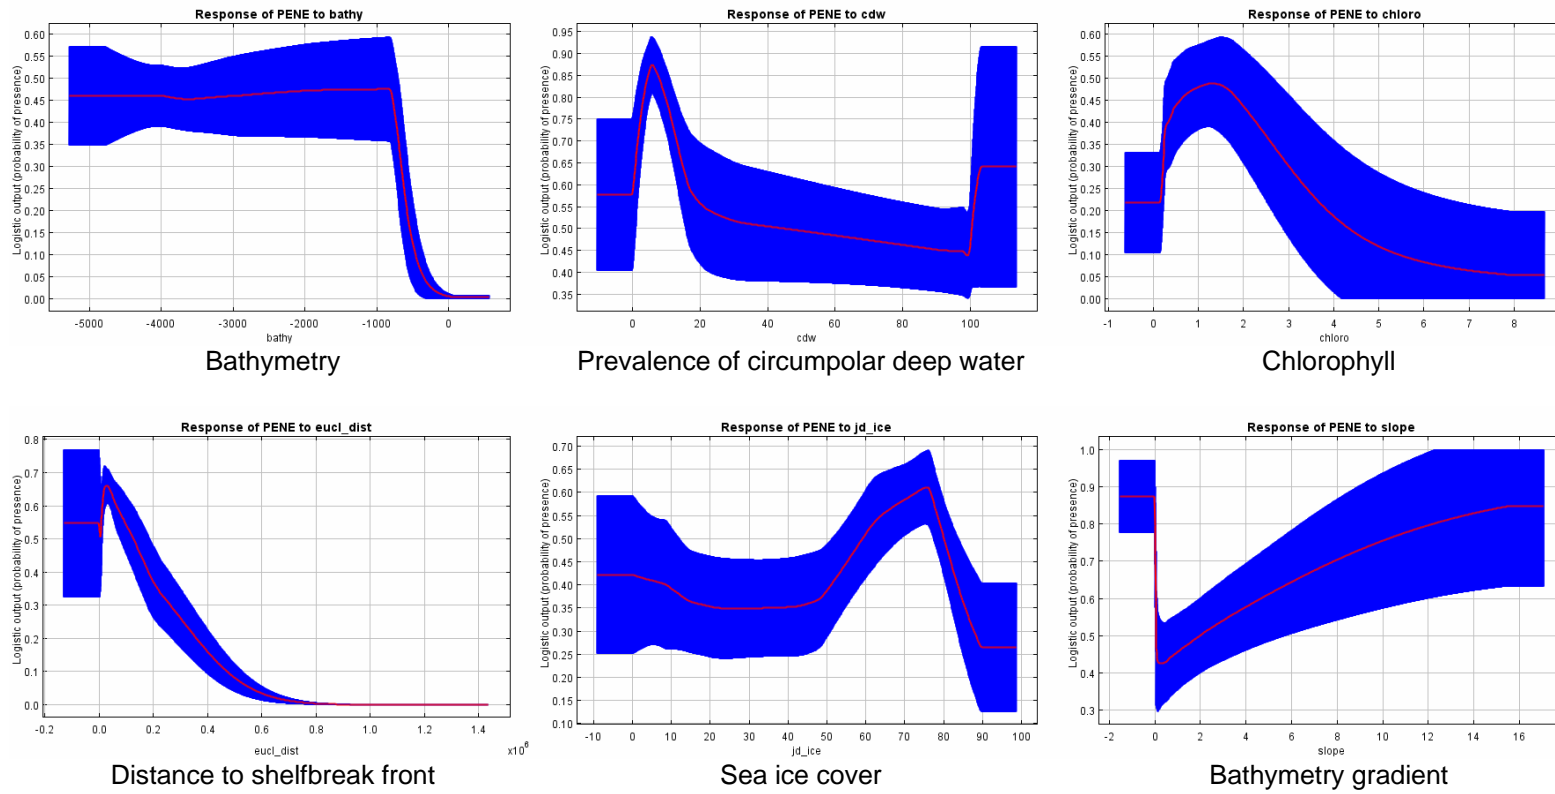 Response of PENE to bathy
Logistic output (probability of presence)
0.60
0.55
0.50
0.45
0.40
0.35
0.30
0.25
0.20
0.15
0.10
0.05
0.00
-5000 -4000 -3000 -2000 -1000 0
bathy
Bathymetry
Response of PENE to cdw
Logistic output (probability of presence)
0.95
0.90
0.85
0.80
0.75
0.70
0.65
0.60
0.55
0.50
0.45
0.40
0.35
0 20 40 60 80 100
cdw
Prevalence of circumpolar deep water
Response of PENE to chloro
Logistic output (probability of presence)
0.60
0.55
0.50
0.45
0.40
0.35
0.30
0.25
0.20
0.15
0.10
0.05
0.00
-1 0 1 2 3 4 5 6 7 8
chloro
Chlorophyll
Response of PENE to eucl_dist
Logistic output (probability of presence)
0.8
0.7
0.6
0.5
0.4
0.3
0.2
0.1
0.0
-0.2 0.0 0.2 0.4 0.6 0.8 1.0 1.2 1.4
x10^6
eucl_dist
Distance to shelfbreak front
Response of PENE to jd_ice
Logistic output (probability of presence)
0.70
0.65
0.60
0.55
0.50
0.45
0.40
0.35
0.30
0.25
0.20
0.15
0.10
-10 0 10 20 30 40 50 60 70 80 90 100
jd_ice
Sea ice cover
Response of PENE to slope
Logistic output (probability of presence)
1.0
0.9
0.8
0.7
0.6
0.5
0.4
0.3
-2 0 2 4 6 8 10 12 14 16
slope
Bathymetry gradient